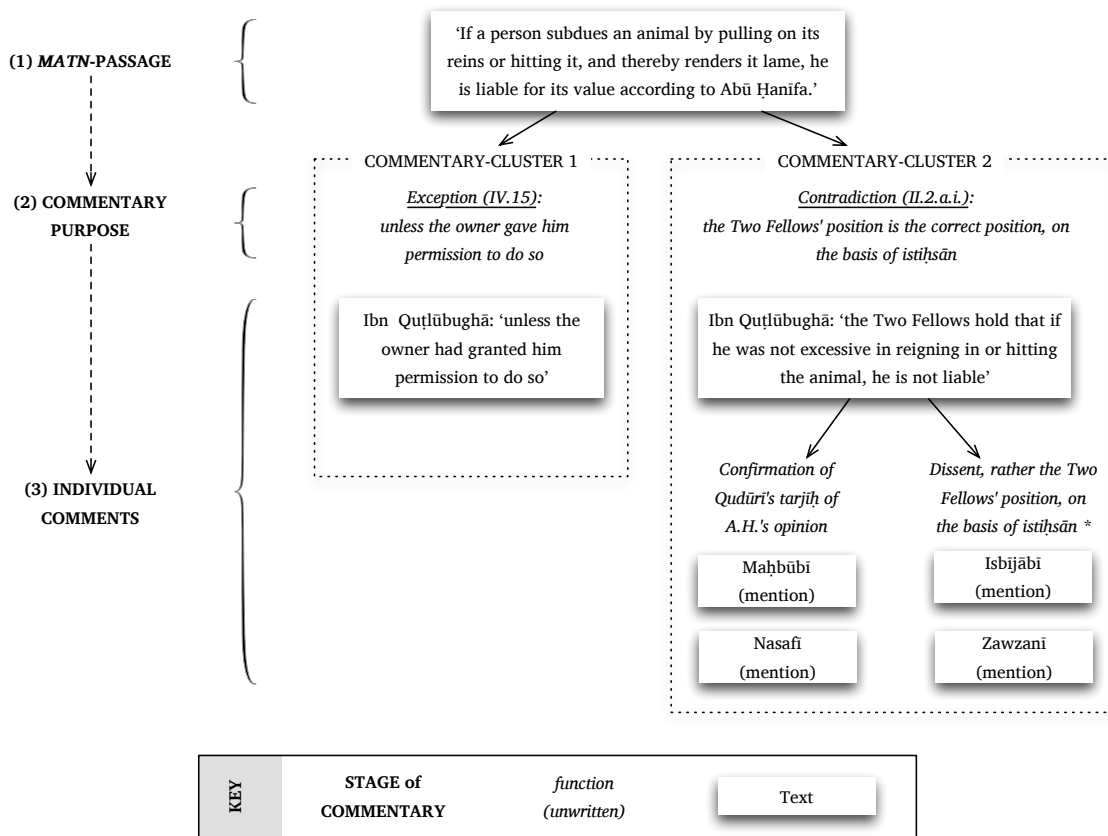 (1) MATN-PASSAGE
‘If a person subdues an animal by pulling on its
reins or hitting it, and thereby renders it lame, he
is liable for its value according to Abū Ḥanīfa.’
COMMENTARY-CLUSTER 1
COMMENTARY-CLUSTER 2
(2) COMMENTARY
PURPOSE
Exception (IV.15):
unless the owner gave him
permission to do so
Contradiction (II.2.a.i.):
the Two Fellows' position is the correct position, on
the basis of istiḥsān
(3) INDIVIDUAL
COMMENTS
Ibn Quṭlūbughā: ‘unless the
owner had granted him
permission to do so’
Ibn Quṭlūbughā: ‘the Two Fellows hold that if
he was not excessive in reigning in or hitting
the animal, he is not liable’
Confirmation of
Qudūrī's tarjīḥ of
A.H.'s opinion
Maḥbūbī
(mention)
Nasafī
(mention)
Dissent, rather the Two
Fellows' position, on
the basis of istiḥsān *
Isbījābī
(mention)
Zawzanī
(mention)
KEY
STAGE of
COMMENTARY
function
(unwritten)
Text